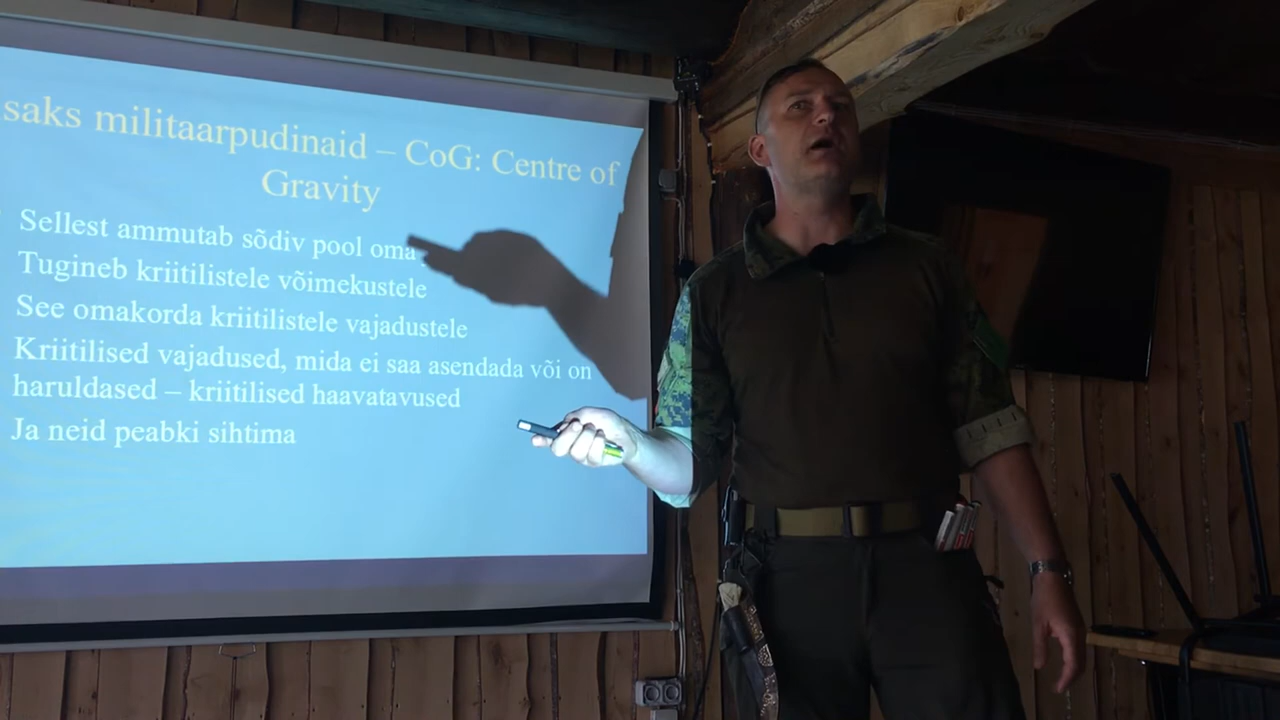 saks militaarpudinaid – CoG: Centre of
Gravity
Sellest ammutab sõdiv pool oma
Tugineb kriitilistele võimekustele
See omakorda kriitilistele vajadustele
Kriitilised vajadused, mida ei saa asendada või on
haruldased – kriitilised haavatavused
Ja neid peabki sihtima